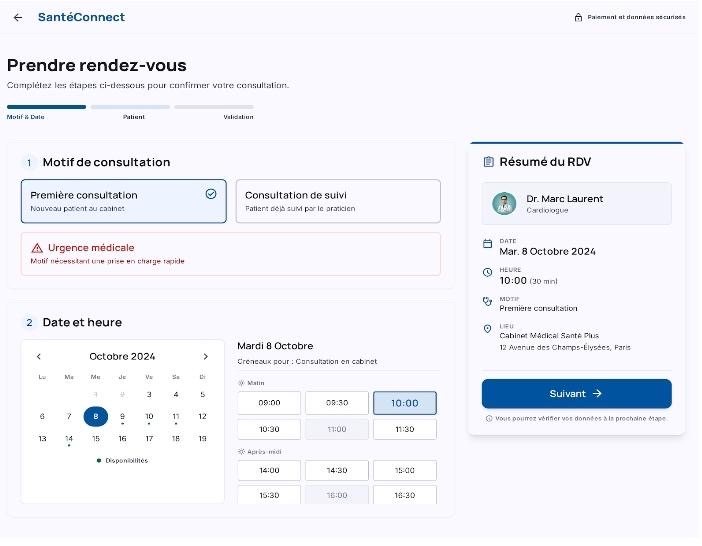 SantéConnect
Paiement et données sécurisés
Prendre rendez-vous
Complétez les étapes ci-dessous pour confirmer votre consultation.
Motif & Date Patient Validation
1 Motif de consultation
Première consultation
Nouveau patient au cabinet
Consultation de suivi
Patient déjà suivi par le praticien
Urgence médicale
Motif nécessitant une prise en charge rapide
2 Date et heure
Octobre 2024
Lu Ma Me Je Ve Sa Di
1 2 3 4 5
6 7 8 9 10 11 12
13 14 15 16 17 18 19
Disponibilités
Mardi 8 Octobre
Créneaux pour : Consultation en cabinet
Matin
09:00 09:30 10:00
10:30 11:00 11:30
Après-midi
14:00 14:30 15:00
15:30 16:00 16:30
Résumé du RDV
Dr. Marc Laurent
Cardiologue
DATE
Mar. 8 Octobre 2024
HEURE
10:00 (30 min)
MOTIF
Première consultation
LIEU
Cabinet Médical Santé Plus
12 Avenue des Champs-Élysées, Paris
Suivant
Vous pourrez vérifier vos données à la prochaine étape.